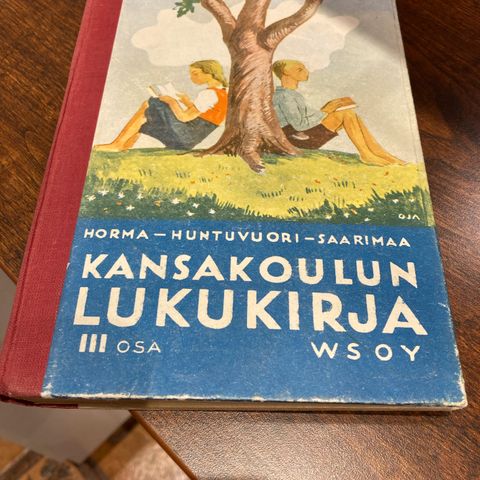 OJA
HORMA – HUNTUVUORI – SAARIMAA
KANSAKOULUN
LUKUKIRJA
III OSA WSOY